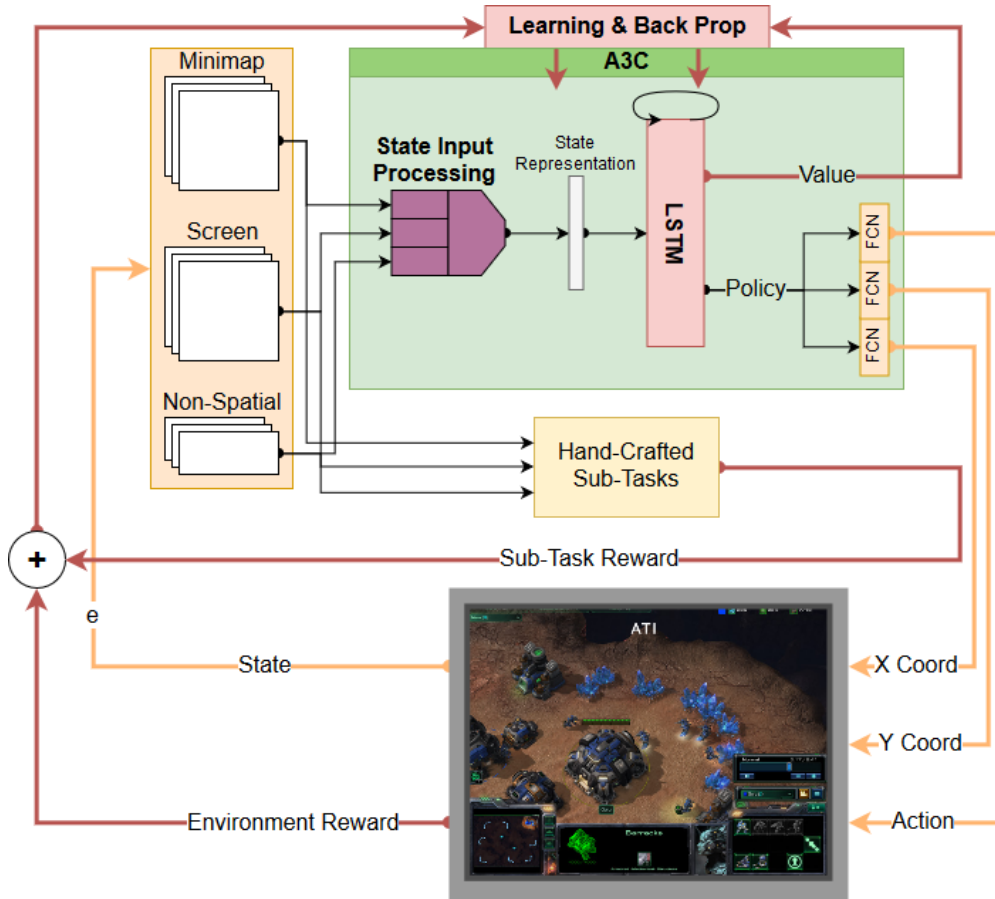 Learning & Back Prop
A3C
Minimap
State Input
Processing
State
Representation
LSTM
Value
Screen
FCN
FCN
FCN
Policy
Non-Spatial
Hand-Crafted
Sub-Tasks
+
Sub-Task Reward
e
State
ATI
X Coord
Y Coord
Environment Reward
Action
Barracks